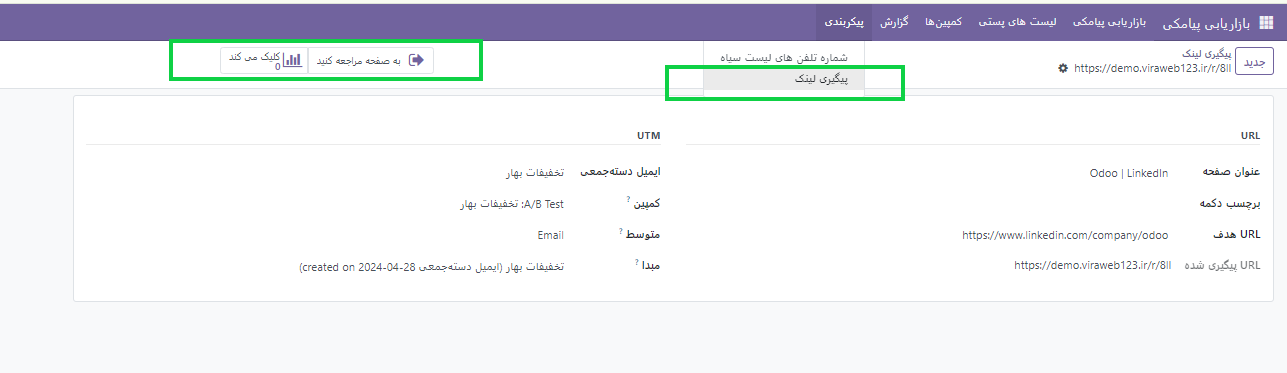 بازاریابی پیامکی
بازاریابی پیامکی
لیست های پستی
کمپین‌ها
گزارش
پیکربندی
جدید
پیگیری لینک
https://demo.viraweb123.ir/r/8ll
شماره تلفن های لیست سیاه
پیگیری لینک
به صفحه مراجعه کنید
کلیک می کند
0
URL
عنوان صفحه Odoo | LinkedIn
برچسب دکمه
URL هدف https://www.linkedin.com/company/odoo
URL پیگیری شده https://demo.viraweb123.ir/r/8ll
UTM
ایمیل دسته‌جمعی تخفیفات بهار
کمپین ? A/B Test: تخفیفات بهار
متوسط ? Email
مبدا ? تخفیفات بهار (ایمیل دسته‌جمعی created on 2024-04-28)